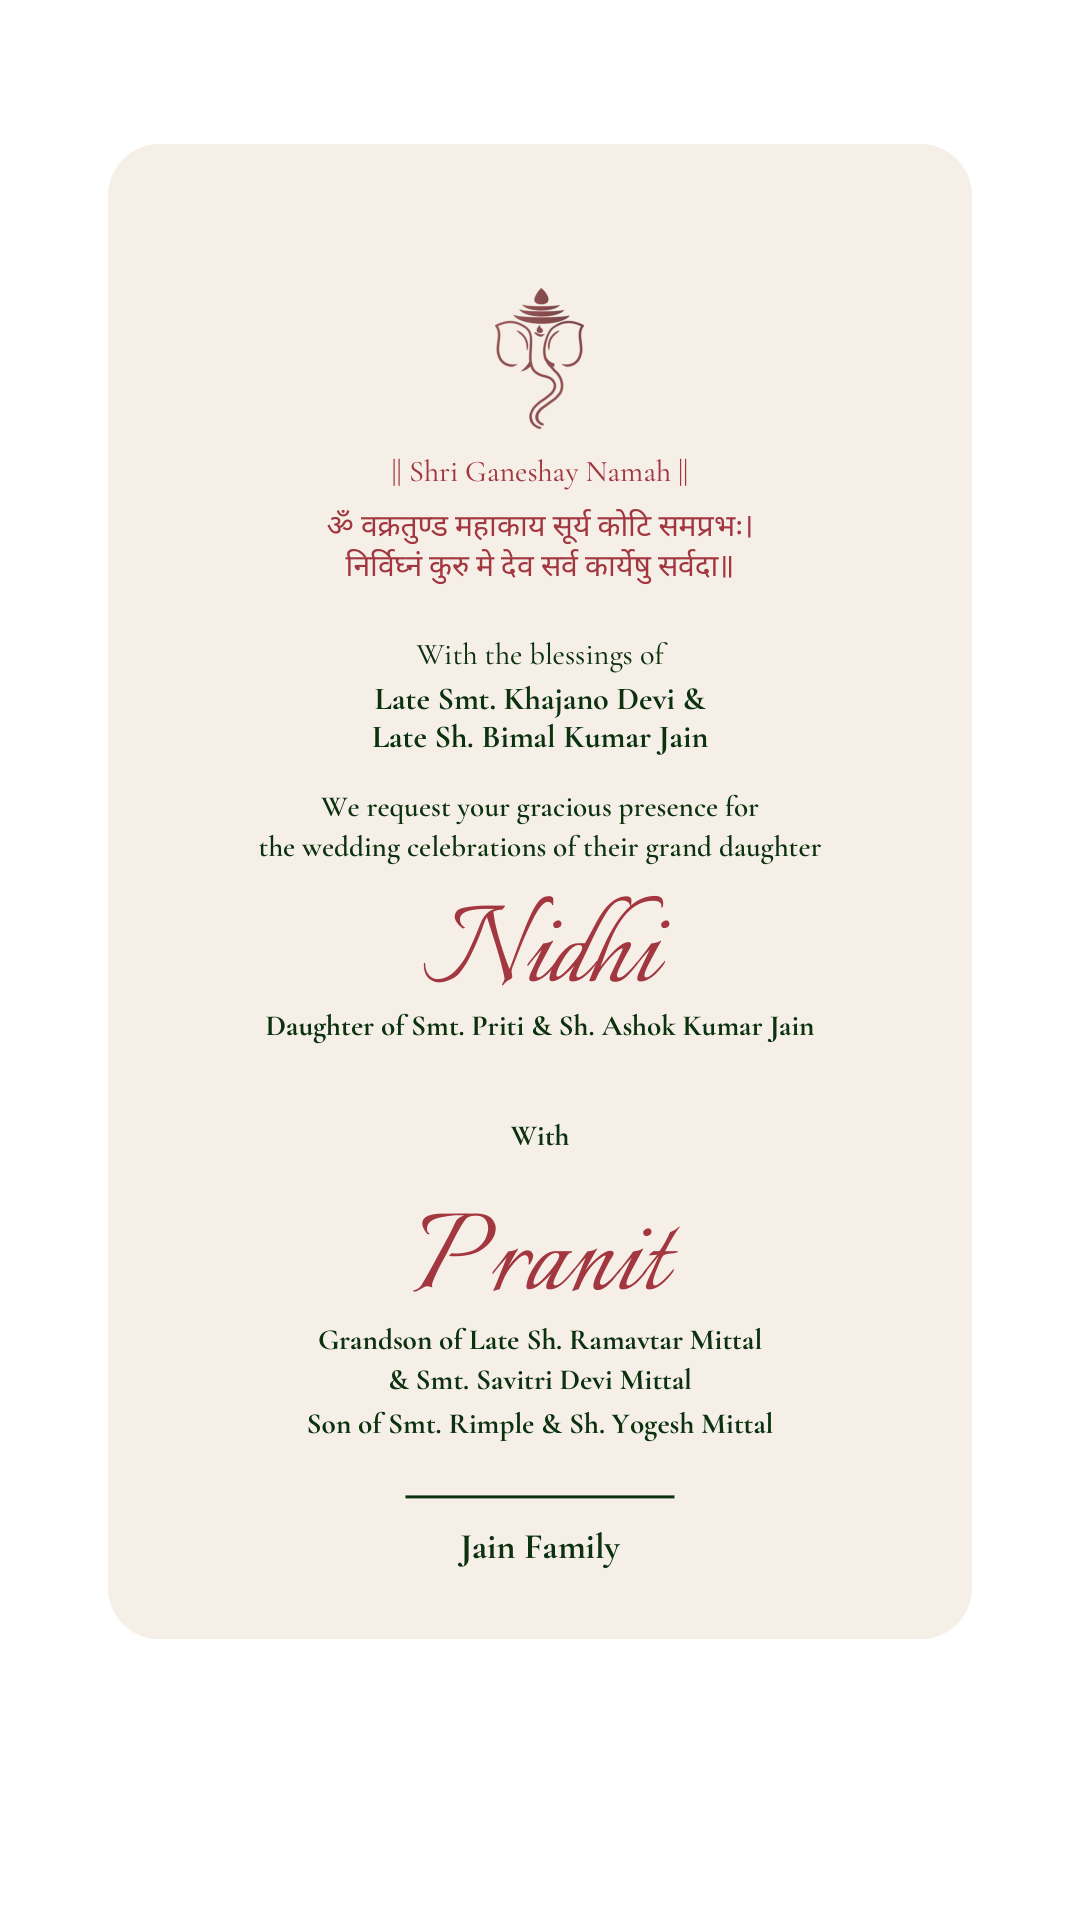 || Shri Ganeshay Namah ||
ॐ वक्रतुण्ड महाकाय सूर्य कोटि समप्रभः।
निर्विघ्नं कुरु मे देव सर्व कार्येषु सर्वदा॥
With the blessings of
Late Smt. Khajano Devi &
Late Sh. Bimal Kumar Jain
We request your gracious presence for
the wedding celebrations of their grand daughter
Nidhi
Daughter of Smt. Priti & Sh. Ashok Kumar Jain
With
Pranit
Grandson of Late Sh. Ramavtar Mittal
& Smt. Savitri Devi Mittal
Son of Smt. Rimple & Sh. Yogesh Mittal
Jain Family